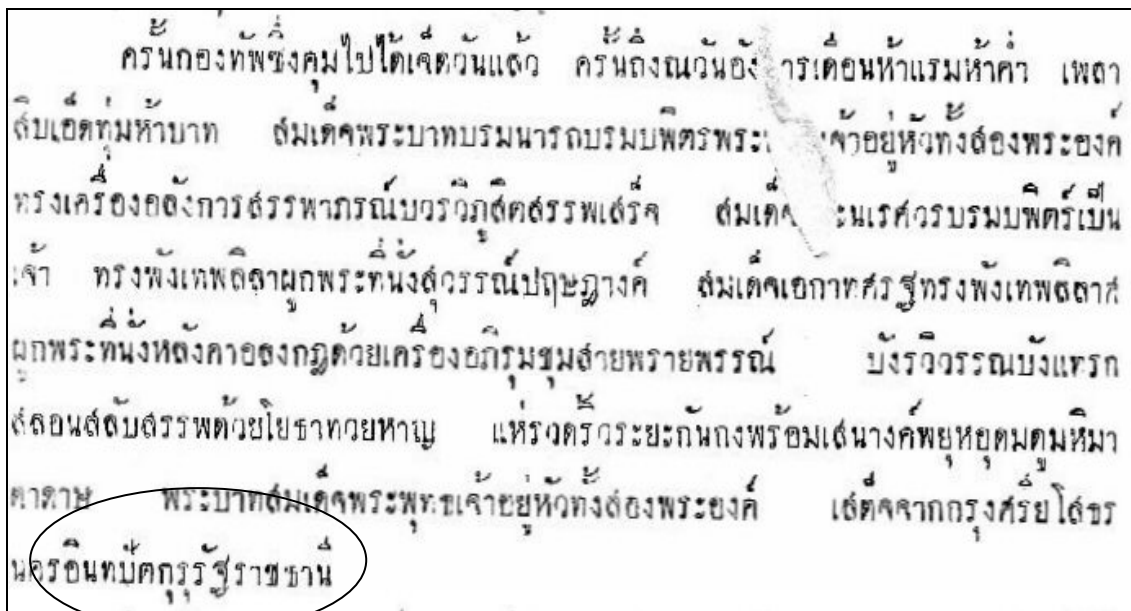 ครั้นกองทัพซึ่งคุมไปได้เจ็ดวันแล้ว ครั้นถึงณวันอัง ารเดือนห้าแรมห้าค่ำ เพลา
สิบเอ็ดทุ่มห้าบาท สมเด็จพระบาทบรมนารถบรมบพิตรพระ เจ้าอยู่หัวทั้งสองพระองค์
ทรงเครื่องอลังการสรรพาภรณ์บวรวิภูสิตสรรพเสร็จ สมเด็จ ะนเรศวรบรมบพิตร์เป็น
เจ้า ทรงพังเทพลิลาผูกพระที่นั่งสุวรรณ์ปฤษฎางค์ สมเด็จเอกาทศรฐทรงพังเทพลิลาศ
ผูกพระที่นั่งหลังคาอลงกฎด้วยเครื่องอภิรุมชุมสายพรายพรรณ์ บังรวิวรรณบังแทรก
สลอนสลับสรรพด้วยโยธาทวยหาญ แห่รวดริ้วระยะกันกงพร้อมเสนางค์พยุหยุดมดูมหิมา
ดาดาษ พระบาทสมเด็จพระพุทธเจ้าอยู่หัวทั้งสองพระองค์ เสด็จจากกรุงศรีย โสธร
นครอินทปัตกุรุรัฐราชธานี